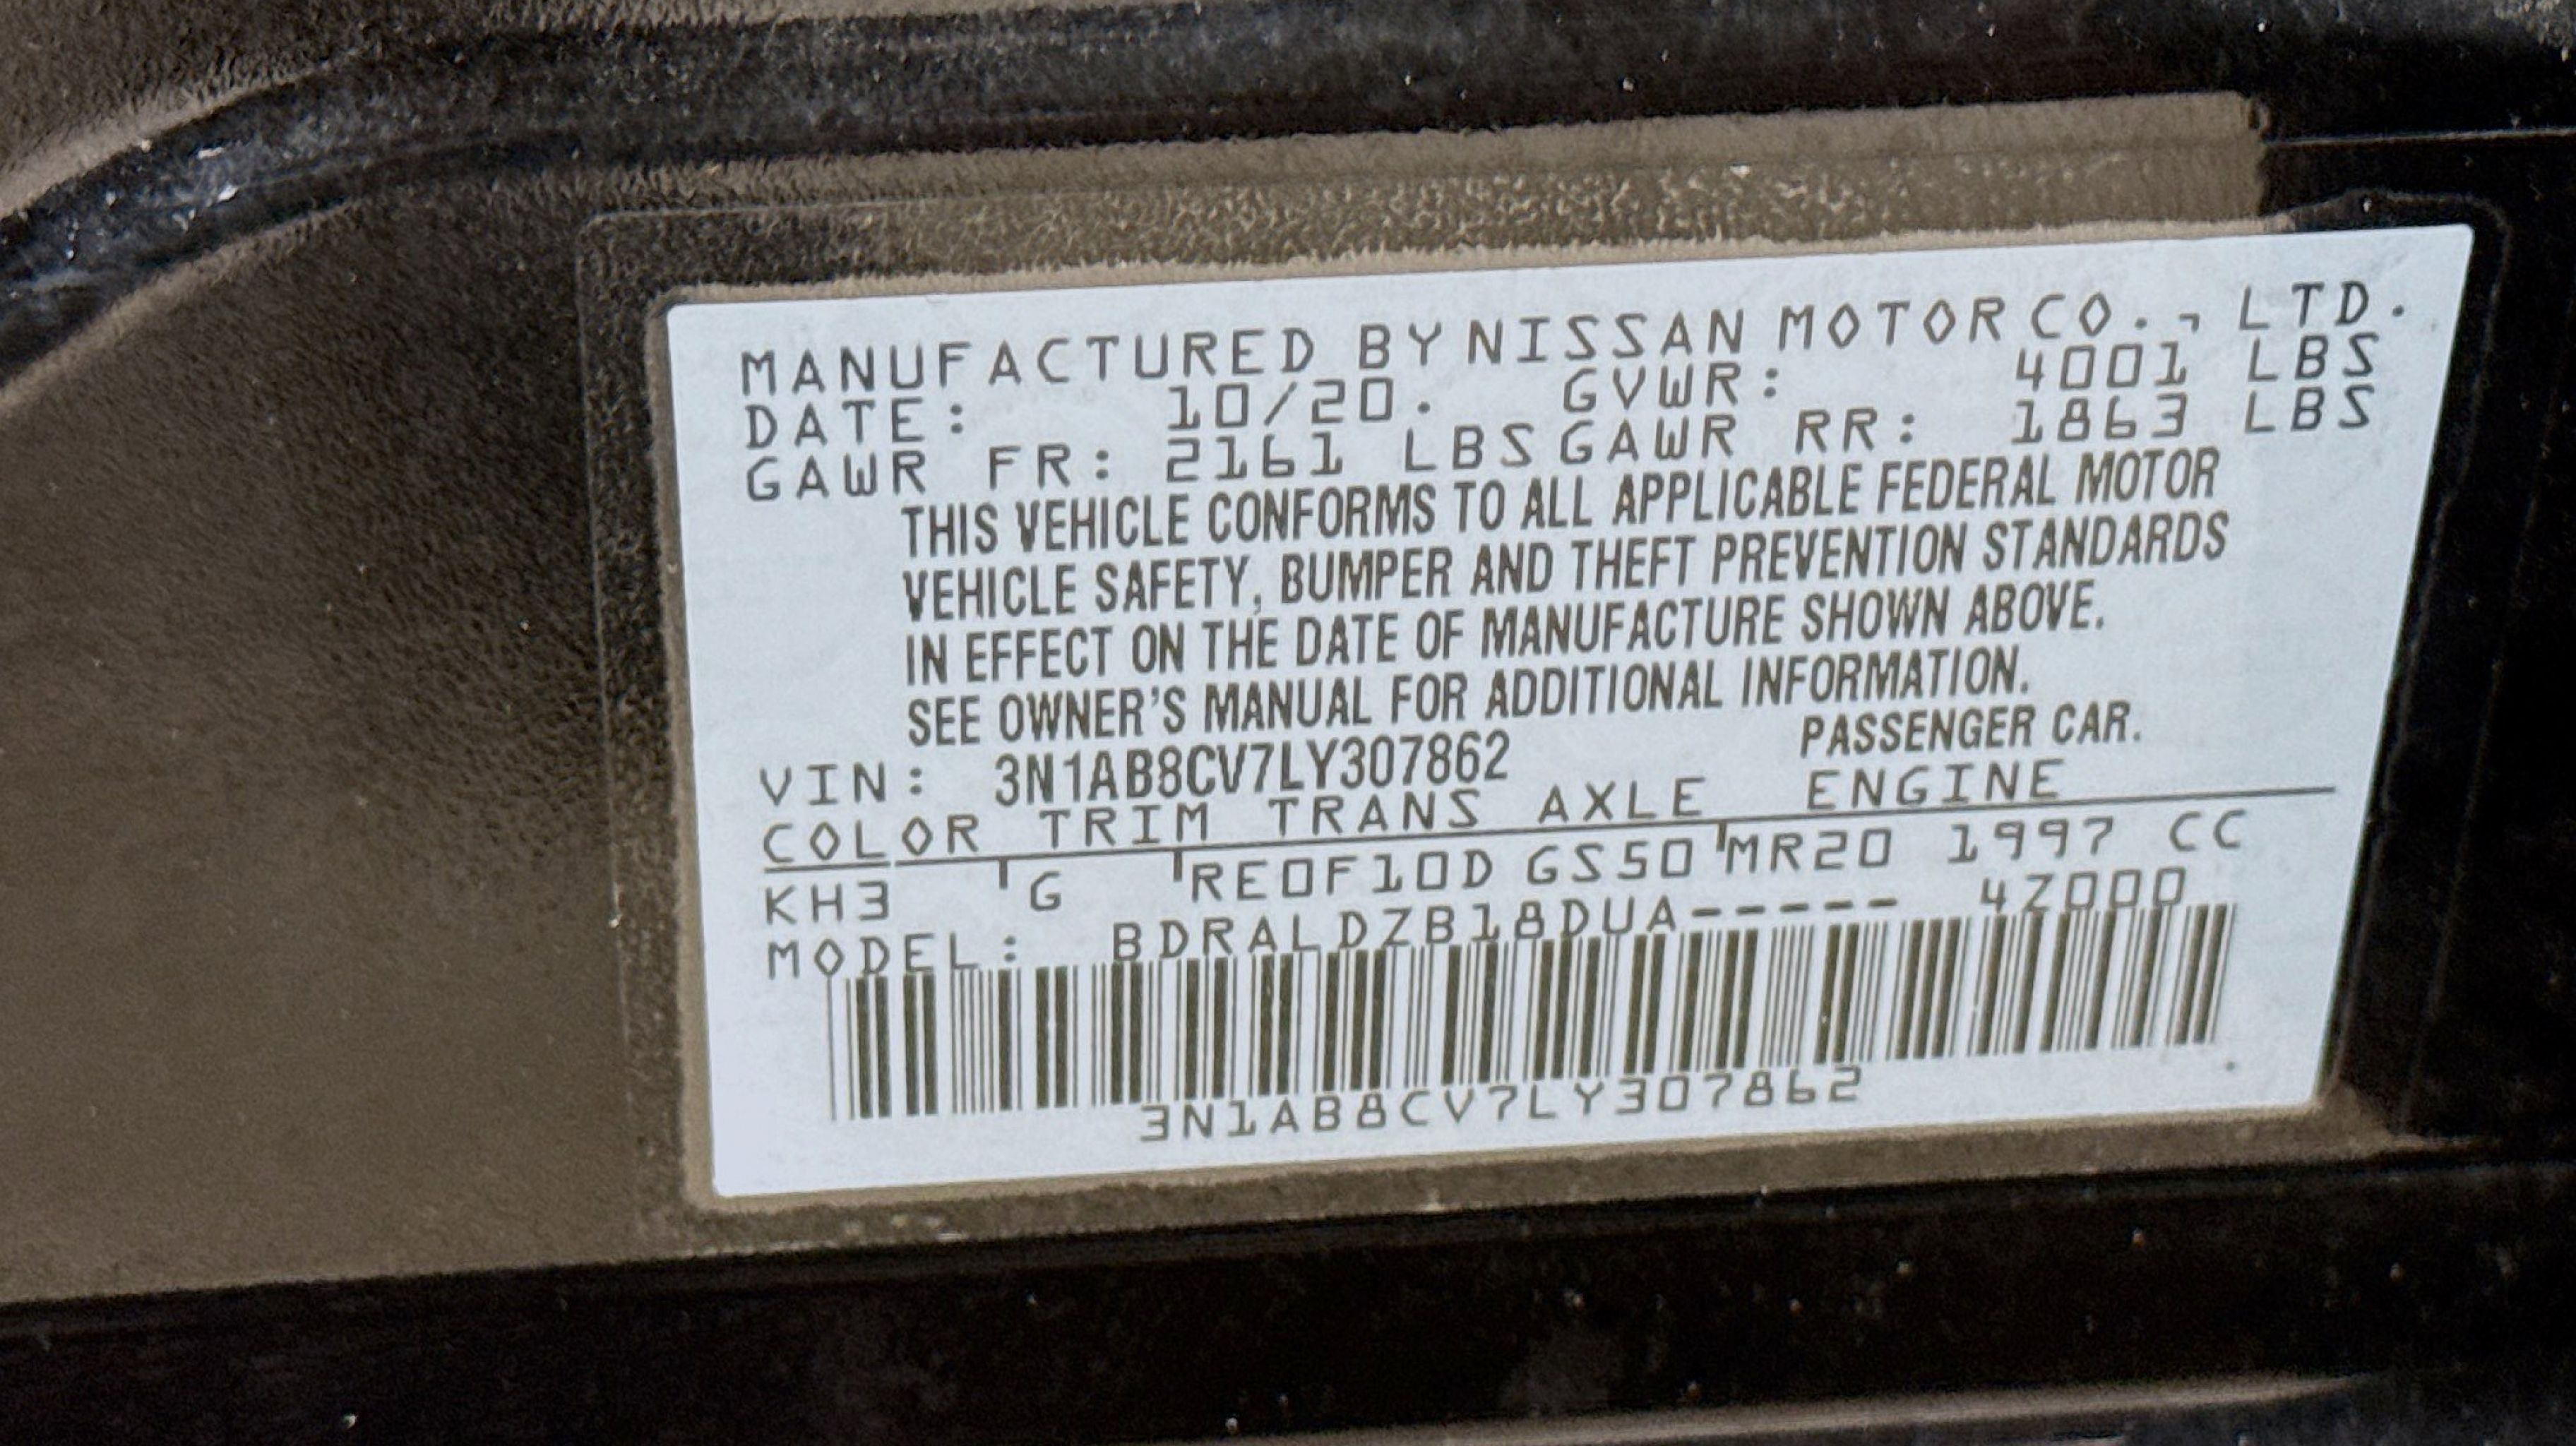 MANUFACTURED BY NISSAN MOTOR CO., LTD.
DATE: 10/20. GVWR: 4001 LBS
GAWR FR: 2161 LBS GAWR RR: 1863 LBS
THIS VEHICLE CONFORMS TO ALL APPLICABLE FEDERAL MOTOR
VEHICLE SAFETY, BUMPER AND THEFT PREVENTION STANDARDS
IN EFFECT ON THE DATE OF MANUFACTURE SHOWN ABOVE.
SEE OWNER'S MANUAL FOR ADDITIONAL INFORMATION.
VIN: 3N1AB8CV7LY307862 PASSENGER CAR.
COLOR TRIM TRANS AXLE ENGINE
KH3 G RE0F10D GS50 MR20 1997 CC
MODEL: BDRALDZB18DUA----- 4Z000
3N1AB8CV7LY307862